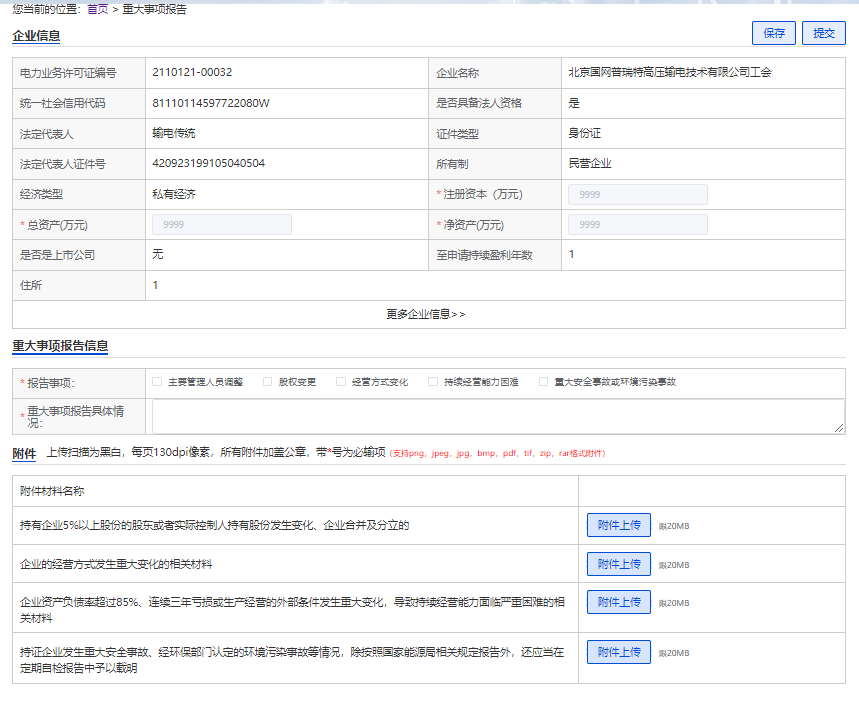 您当前的位置：首页 > 重大事项报告
企业信息
保存
提交
电力业务许可证编号 2110121-00032 企业名称 北京国网普瑞特高压输电技术有限公司工会
统一社会信用代码 81110114597722080W 是否具备法人资格 是
法定代表人 输电传统 证件类型 身份证
法定代表人证件号 420923199105040504 所有制 民营企业
经济类型 私有经济 * 注册资本（万元） 9999
* 总资产(万元) 9999 * 净资产(万元) 9999
是否是上市公司 无 至申请持续盈利年数 1
住所 1
更多企业信息>>
重大事项报告信息
* 报告事项： 主要管理人员调整 股权变更 经营方式变化 持续经营能力困难 重大安全事故或环境污染事故
* 重大事项报告具体情
况：
附件 上传扫描为黑白，每页130dpi像素，所有附件加盖公章，带*号为必输项 (支持png，jpeg，jpg，bmp，pdf，tif，zip，rar格式附件)
附件材料名称
持有企业5%以上股份的股东或者实际控制人持有股份发生变化、企业合并及分立的 附件上传 限20MB
企业的经营方式发生重大变化的相关材料 附件上传 限20MB
企业资产负债率超过85%、连续三年亏损或生产经营的外部条件发生重大变化，导致持续经营能力面临严重困难的相 附件上传 限20MB
关材料
持证企业发生重大安全事故、经环保部门认定的环境污染事故等情况，除按照国家能源局相关规定报告外，还应当在 附件上传 限20MB
定期自检报告中予以载明